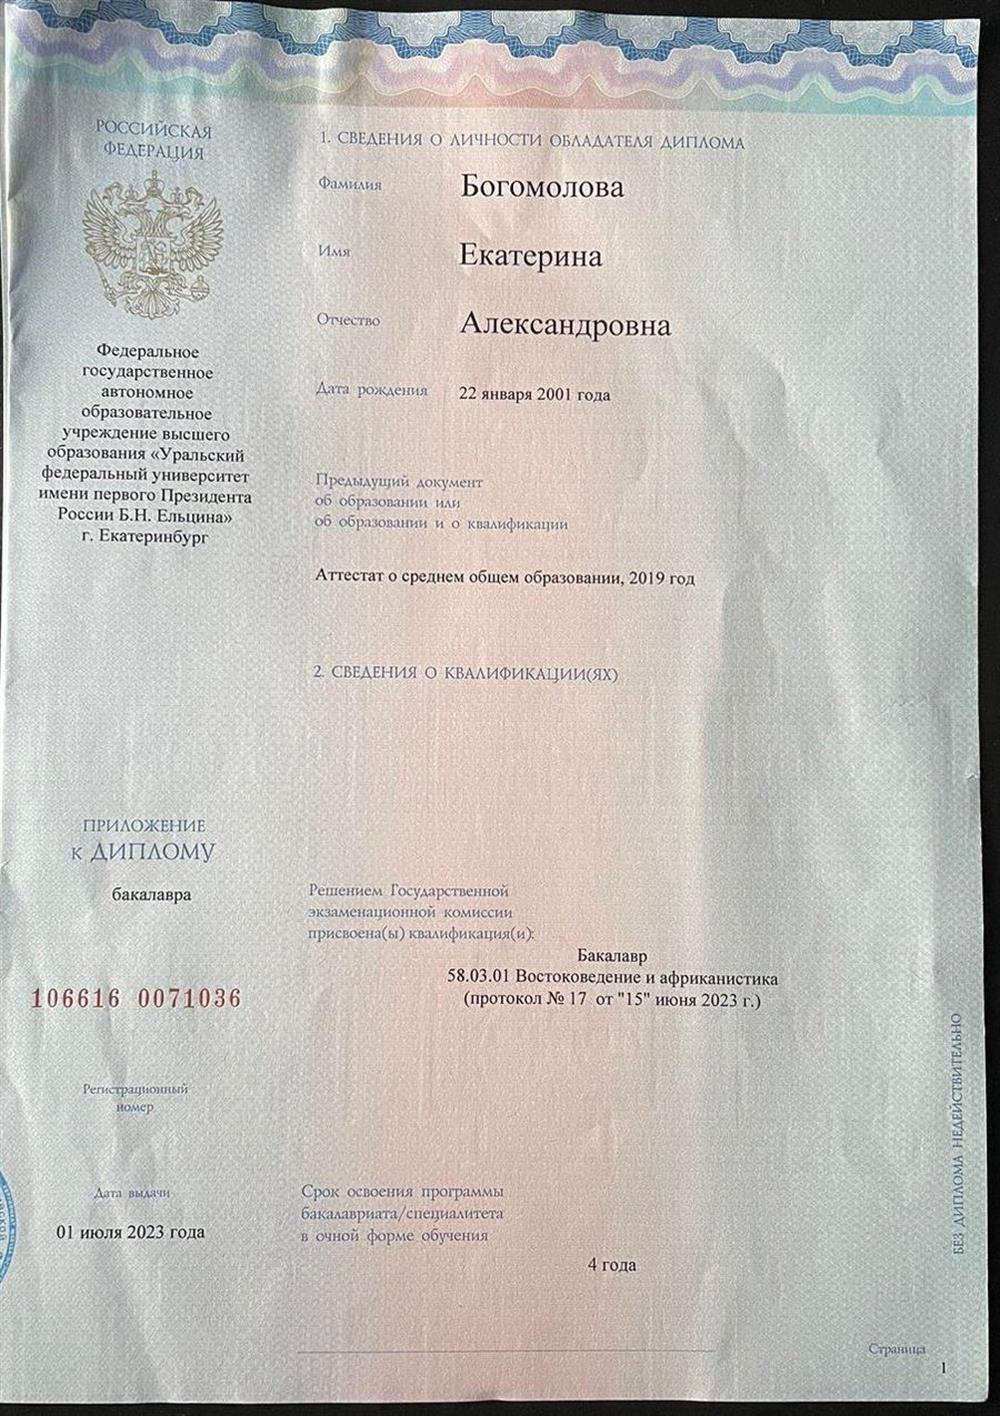 РОССИЙСКАЯ
ФЕДЕРАЦИЯ
Федеральное
государственное
автономное
образовательное
учреждение высшего
образования «Уральский
федеральный университет
имени первого Президента
России Б.Н. Ельцина»
г. Екатеринбург
ПРИЛОЖЕНИЕ
к ДИПЛОМУ
бакалавра
106616 0071036
Регистрационный
номер
Дата выдачи
01 июля 2023 года
1. СВЕДЕНИЯ О ЛИЧНОСТИ ОБЛАДАТЕЛЯ ДИПЛОМА
Фамилия Богомолова
Имя Екатерина
Отчество Александровна
Дата рождения 22 января 2001 года
Предыдущий документ
об образовании или
об образовании и о квалификации
Аттестат о среднем общем образовании, 2019 год
2. СВЕДЕНИЯ О КВАЛИФИКАЦИИ(ЯХ)
Решением Государственной
экзаменационной комиссии
присвоена(ы) квалификация(и):
Бакалавр
58.03.01 Востоковедение и африканистика
(протокол № 17 от "15" июня 2023 г.)
Срок освоения программы
бакалавриата/специалитета
в очной форме обучения
4 года
БЕЗ ДИПЛОМА НЕДЕЙСТВИТЕЛЬНО
Страница
1